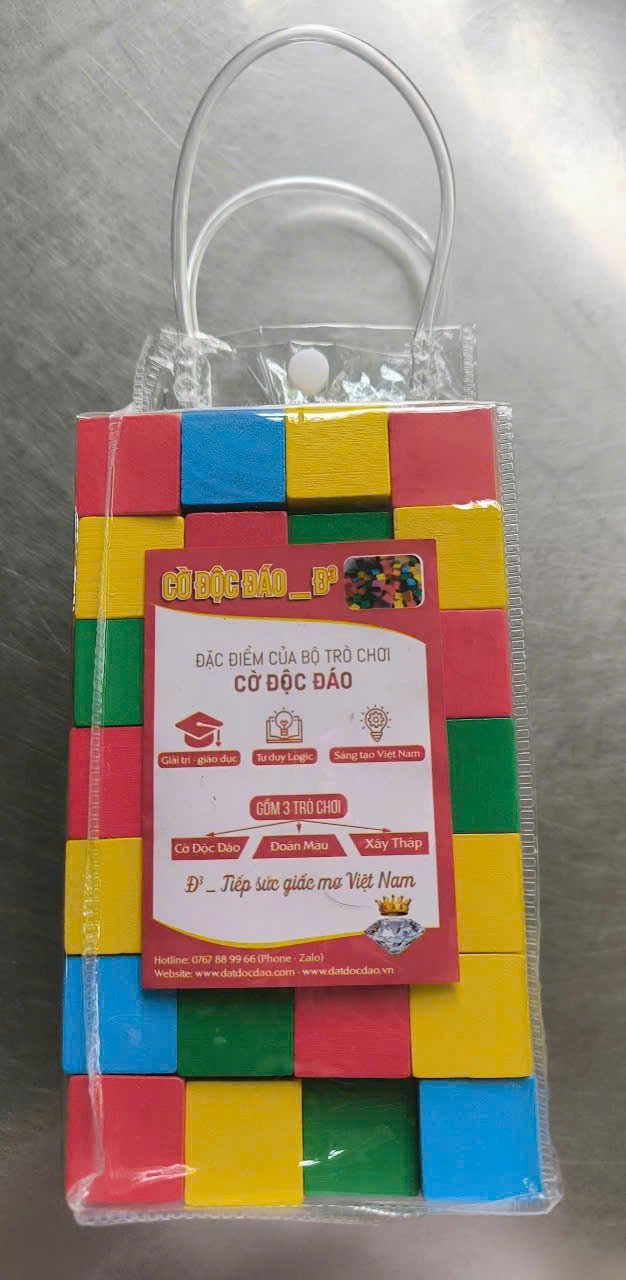 CỜ ĐỘC ĐÁO _ Đ³
ĐẶC ĐIỂM CỦA BỘ TRÒ CHƠI
CỜ ĐỘC ĐÁO
Giải trí - giáo dục Tư duy Logic Sáng tạo Việt Nam
GỒM 3 TRÒ CHƠI
Cờ Độc Đáo Đoán Màu Xây Tháp
Đ³ _ Tiếp sức giấc mơ Việt Nam
Hotline: 0767 88 99 66 (Phone - Zalo)
Website: www.datdocdao.com - www.datdocdao.vn